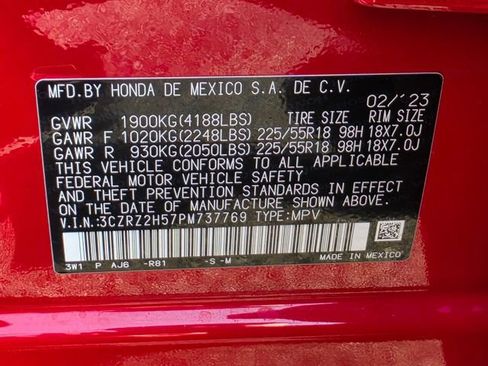 MFD.BY HONDA DE MEXICO S.A. DE C.V.
02/'23
GVWR 1900KG(4188LBS) TIRE SIZE RIM SIZE
GAWR F 1020KG(2248LBS) 225/55R18 98H 18X7.0J
GAWR R 930KG(2050LBS) 225/55R18 98H 18X7.0J
THIS VEHICLE CONFORMS TO ALL APPLICABLE
FEDERAL MOTOR VEHICLE SAFETY
AND THEFT PREVENTION STANDARDS IN EFFECT ON
THE DATE OF MANUFACTURE SHOWN ABOVE.
V.I.N.:3CZRZ2H57PM737769 TYPE:MPV
3W1 P AJ6 -R81 -S -M
MADE IN MEXICO